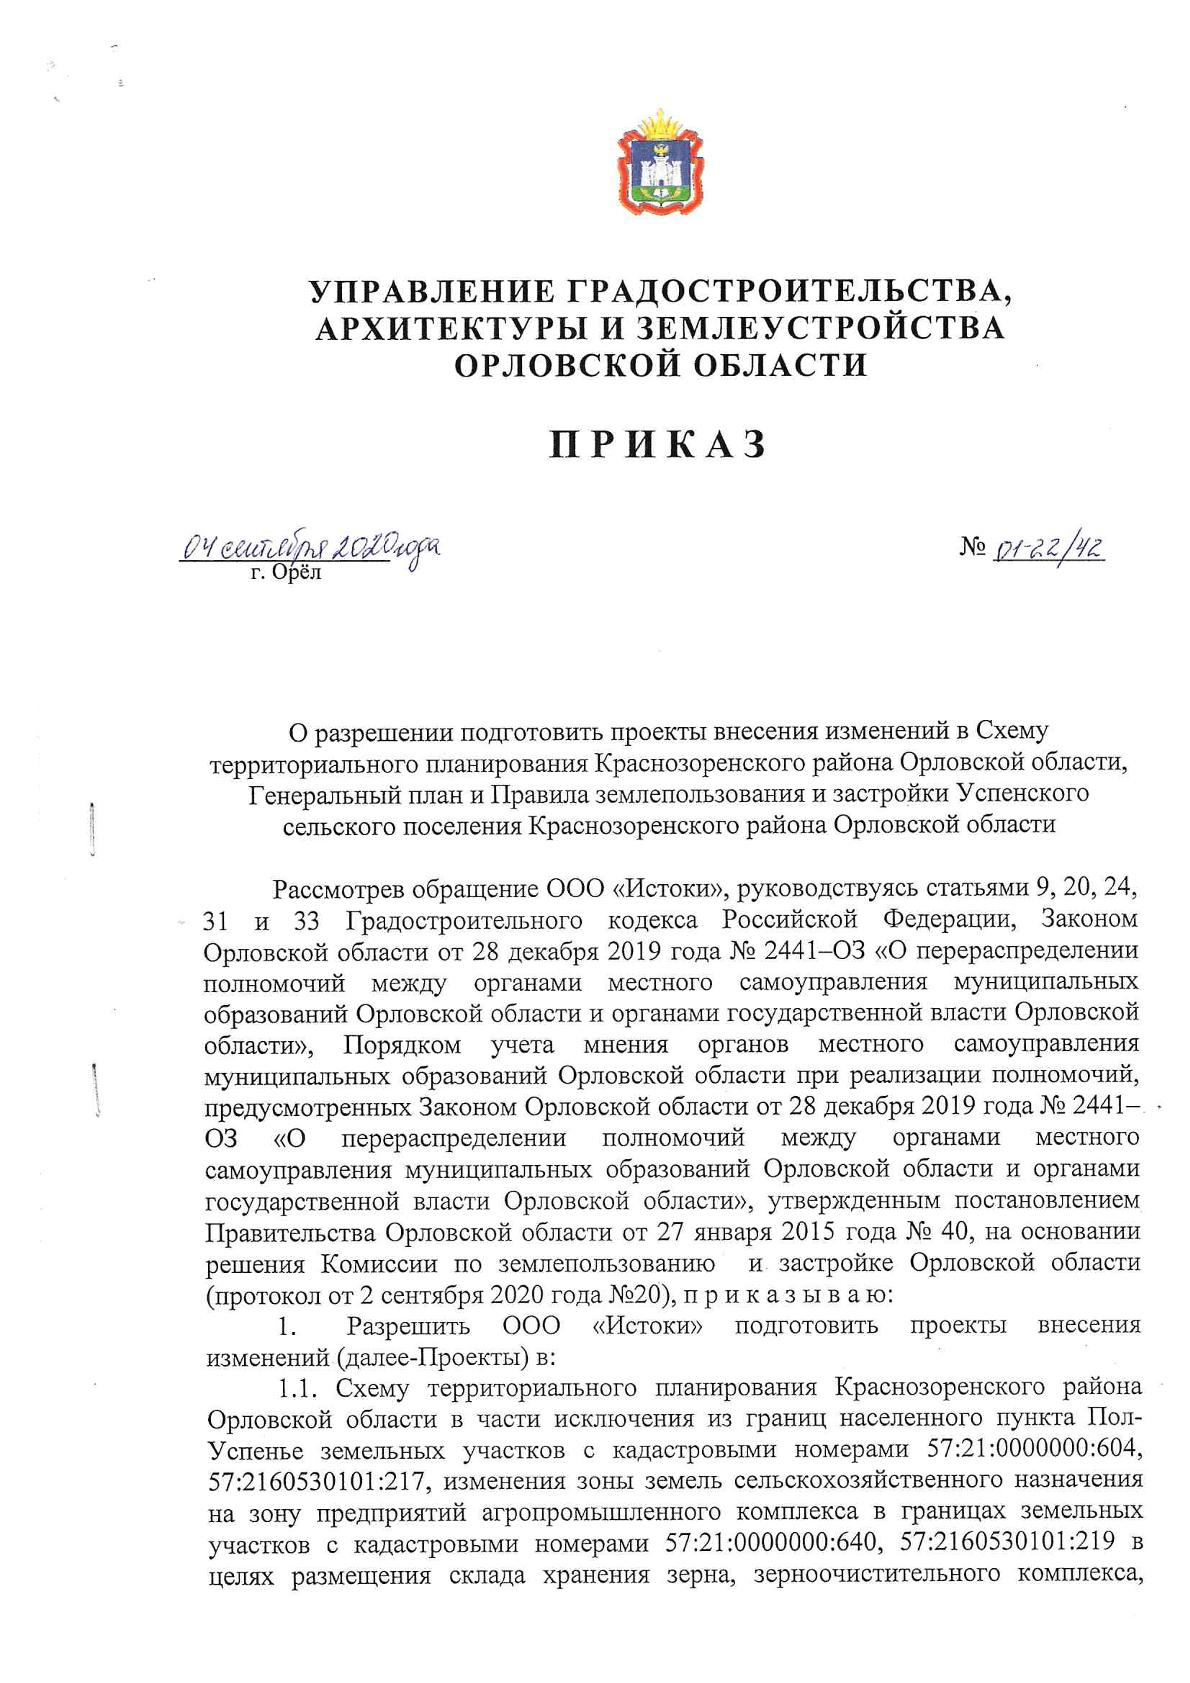 УПРАВЛЕНИЕ ГРАДОСТРОИТЕЛЬСТВА,
АРХИТЕКТУРЫ И ЗЕМЛЕУСТРОЙСТВА
ОРЛОВСКОЙ ОБЛАСТИ
П Р И К А З
04 сентября 2020 года
№ 01-22/42
г. Орёл
О разрешении подготовить проекты внесения изменений в Схему
территориального планирования Краснозоренского района Орловской области,
Генеральный план и Правила землепользования и застройки Успенского
сельского поселения Краснозоренского района Орловской области
Рассмотрев обращение ООО «Истоки», руководствуясь статьями 9, 20, 24,
31 и 33 Градостроительного кодекса Российской Федерации, Законом
Орловской области от 28 декабря 2019 года № 2441–ОЗ «О перераспределении
полномочий между органами местного самоуправления муниципальных
образований Орловской области и органами государственной власти Орловской
области», Порядком учета мнения органов местного самоуправления
муниципальных образований Орловской области при реализации полномочий,
предусмотренных Законом Орловской области от 28 декабря 2019 года № 2441–
ОЗ «О перераспределении полномочий между органами местного
самоуправления муниципальных образований Орловской области и органами
государственной власти Орловской области», утвержденным постановлением
Правительства Орловской области от 27 января 2015 года № 40, на основании
решения Комиссии по землепользованию и застройке Орловской области
(протокол от 2 сентября 2020 года №20), п р и к а з ы в а ю:
1. Разрешить ООО «Истоки» подготовить проекты внесения
изменений (далее-Проекты) в:
1.1. Схему территориального планирования Краснозоренского района
Орловской области в части исключения из границ населенного пункта Пол-
Успенье земельных участков с кадастровыми номерами 57:21:0000000:604,
57:2160530101:217, изменения зоны земель сельскохозяйственного назначения
на зону предприятий агропромышленного комплекса в границах земельных
участков с кадастровыми номерами 57:21:0000000:640, 57:2160530101:219 в
целях размещения склада хранения зерна, зерноочистительного комплекса,